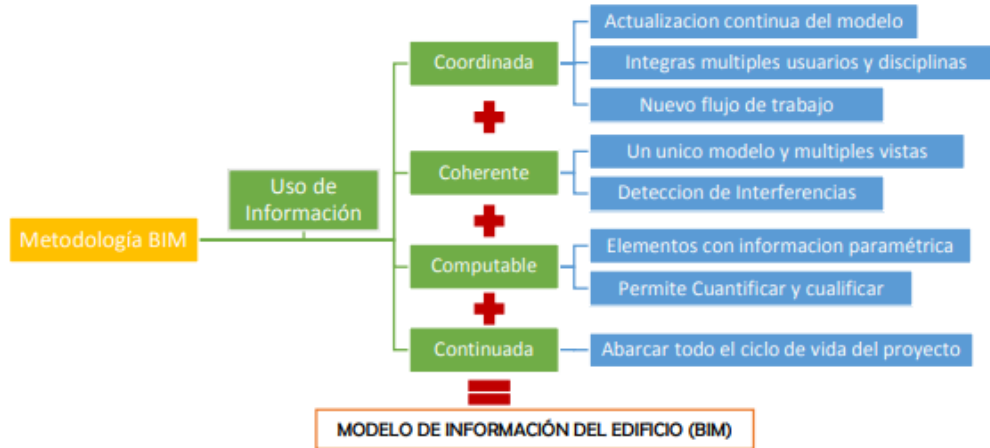 Metodología BIM
Uso de
Información
Coordinada
Actualizacion continua del modelo
Integras multiples usuarios y disciplinas
Nuevo flujo de trabajo
Coherente
Un unico modelo y multiples vistas
Deteccion de Interferencias
Computable
Elementos con informacion paramétrica
Permite Cuantificar y cualificar
Continuada
Abarcar todo el ciclo de vida del proyecto
MODELO DE INFORMACIÓN DEL EDIFICIO (BIM)